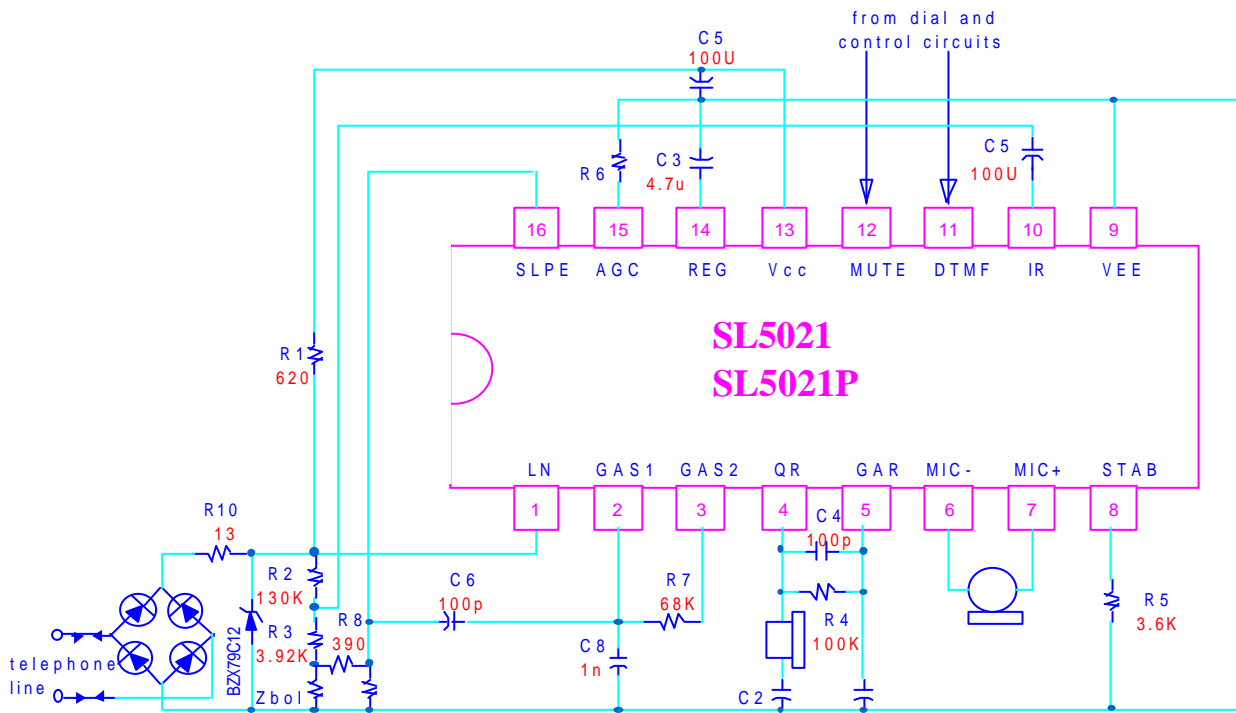 from dial and
control circuits
C5
100U
C5
100U
R6
C3
4.7u
16
15
14
13
12
11
10
9
SLPE
AGC
REG
Vcc
MUTE
DTMF
IR
VEE
SL5021
SL5021P
R1
620
LN
GAS1
GAS2
QR
GAR
MIC-
MIC+
STAB
1
2
3
4
5
6
7
8
C4
100p
R10
13
R2
130K
C6
100p
R7
68K
R3
3.92K
R8
390
R4
100K
R5
3.6K
C8
1n
BZX79C12
telephone
line
Zbol
C2